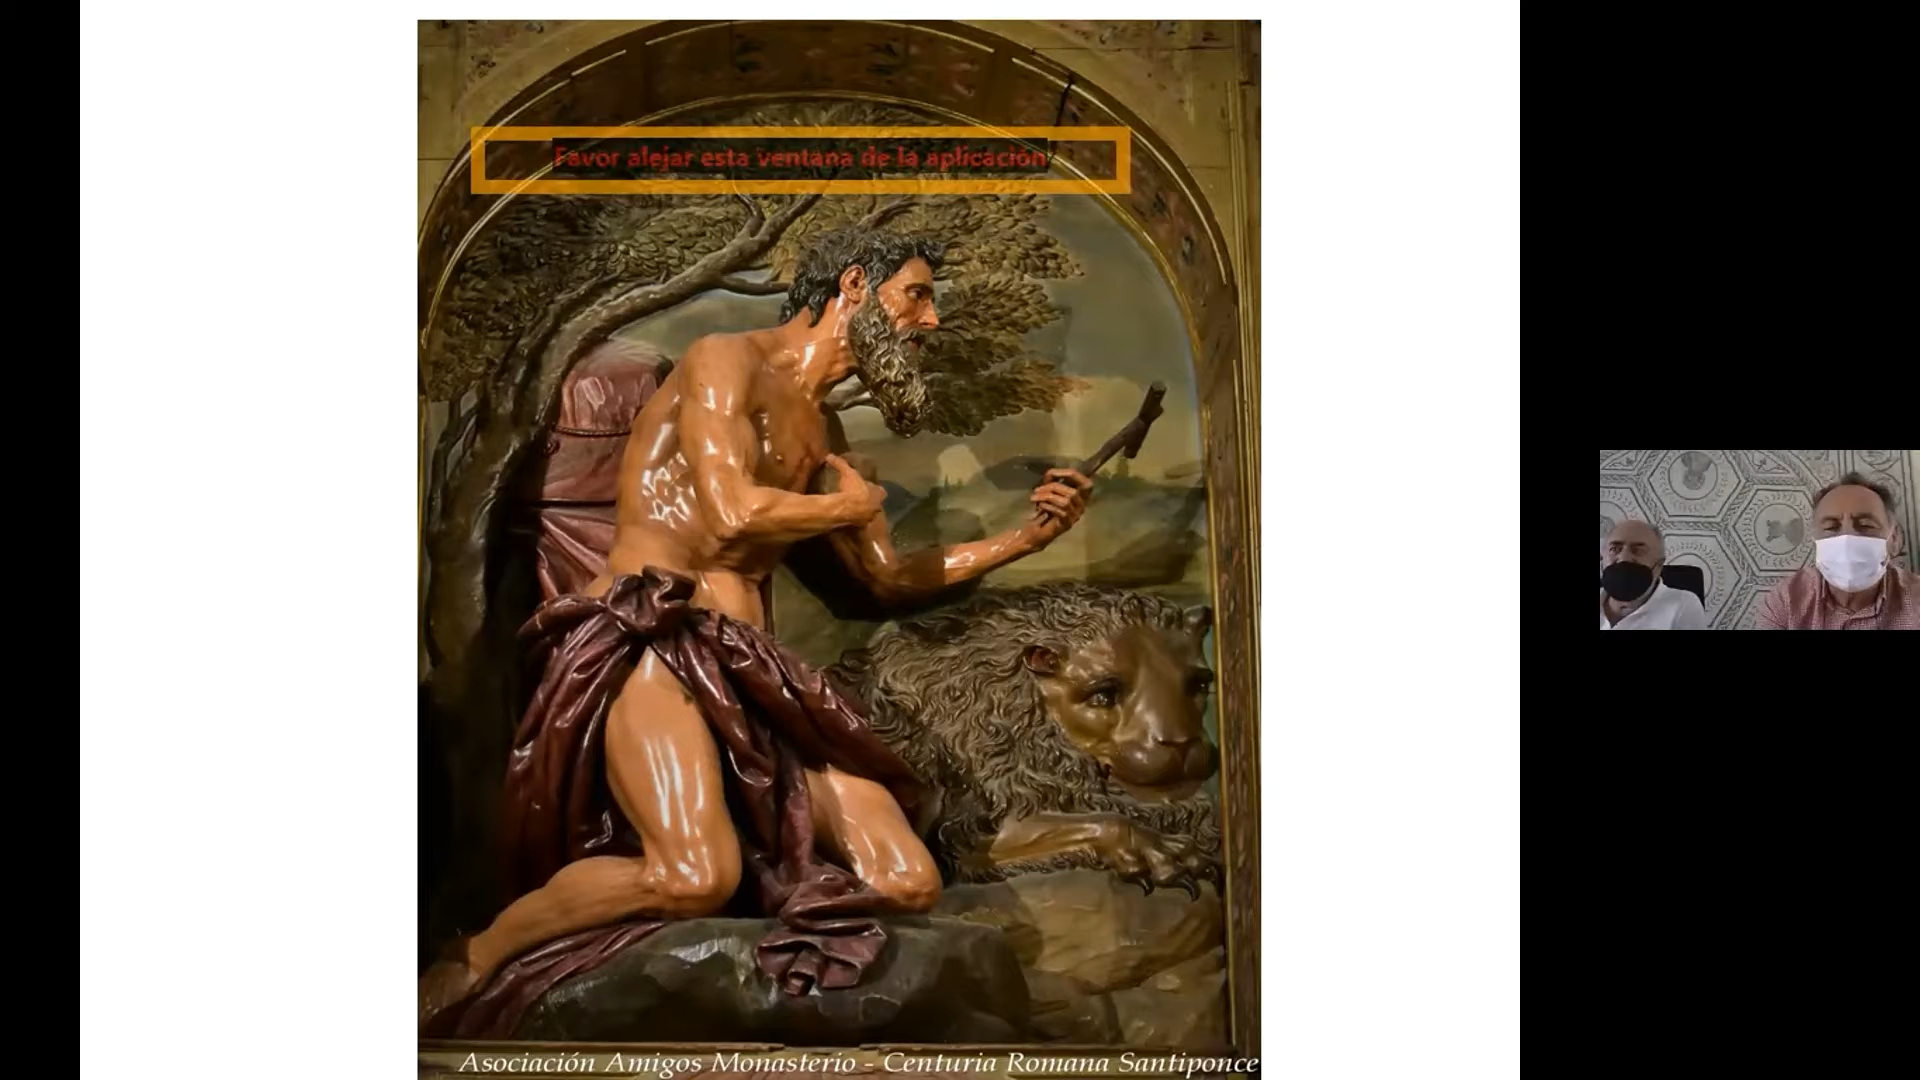 Favor alejar esta ventana de la aplicación
Asociación Amigos Monasterio - Centuria Romana Santiponce